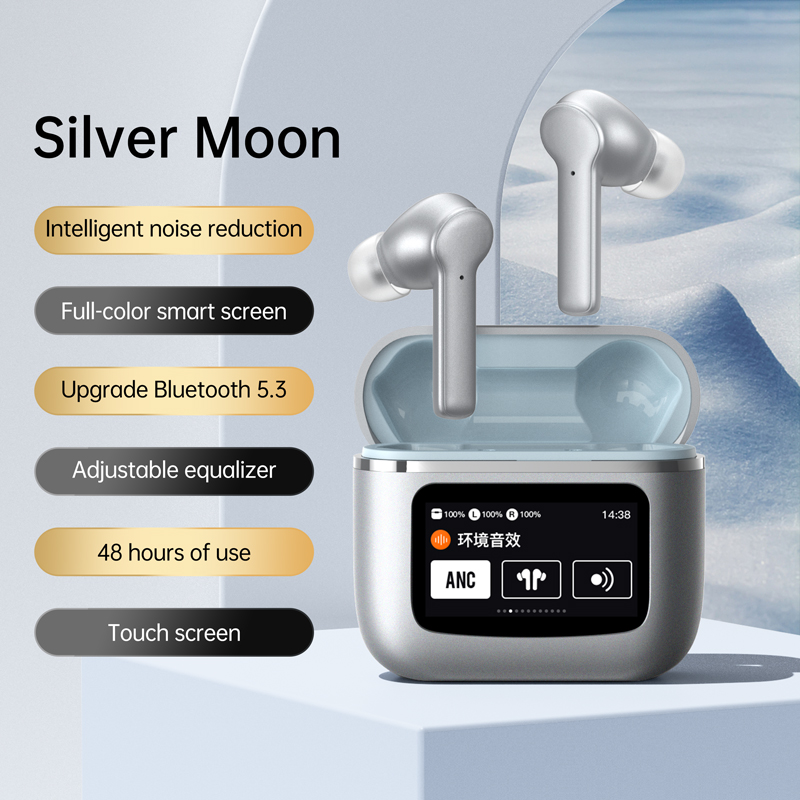 Silver Moon
Intelligent noise reduction
Full-color smart screen
Upgrade Bluetooth 5.3
Adjustable equalizer
48 hours of use
Touch screen
100% L 100% R 100% 14:38
环境音效
ANC